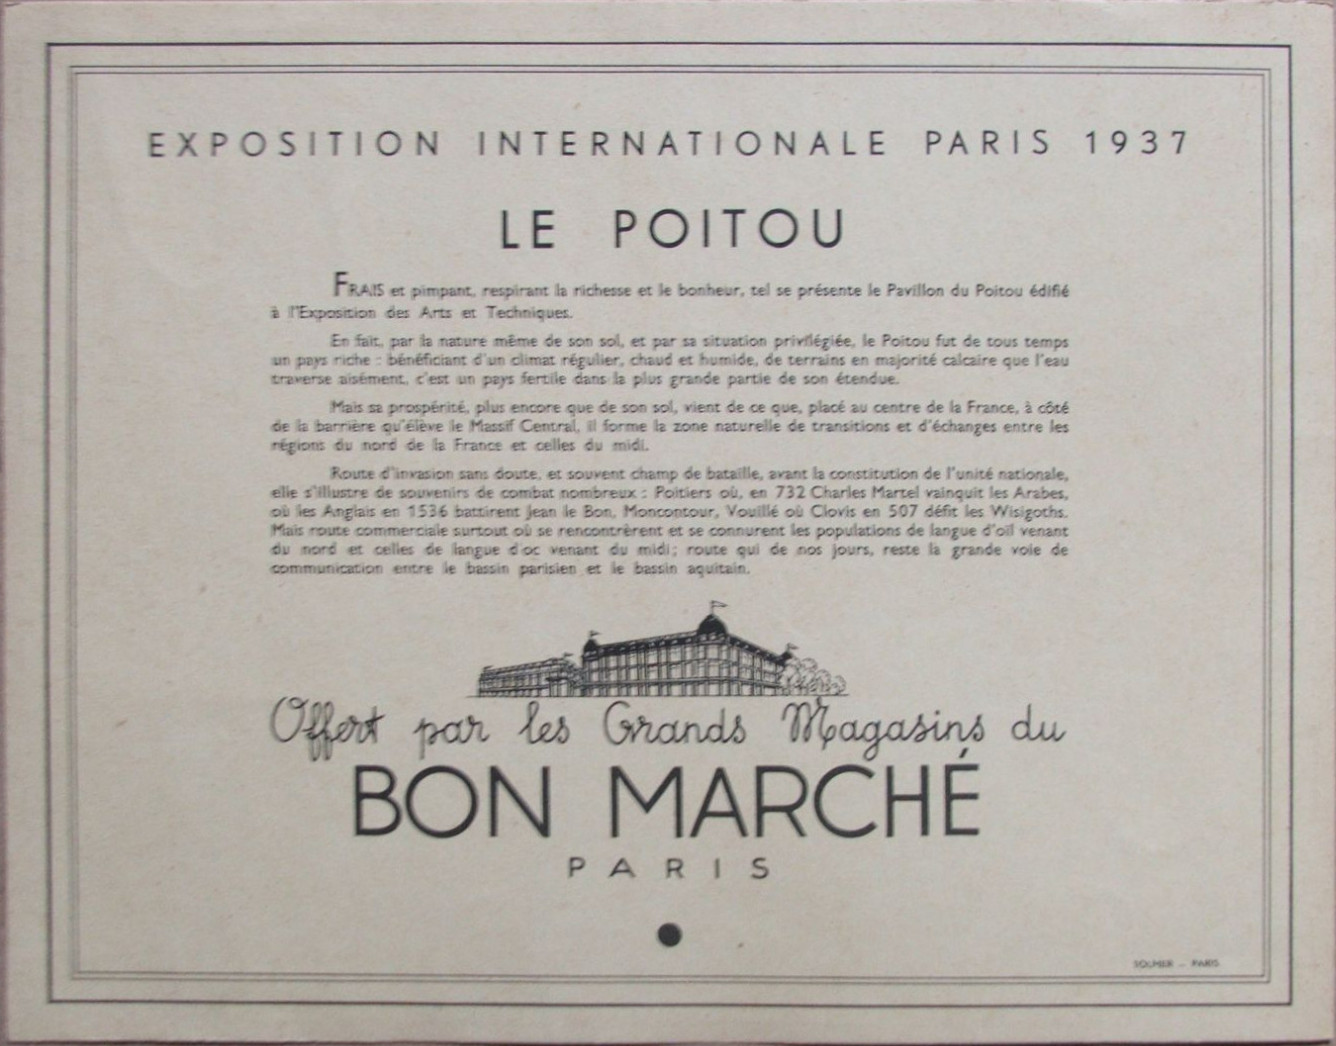 EXPOSITION INTERNATIONALE PARIS 1937
LE POITOU
FRAIS et pimpant, respirant la richesse et le bonheur, tel se présente le Pavillon du Poitou édifié
à l'Exposition des Arts et Techniques.
En fait, par la nature même de son sol, et par sa situation privilégiée, le Poitou fut de tous temps
un pays riche : bénéficiant d'un climat régulier, chaud et humide, de terrains en majorité calcaire que l'eau
traverse aisément, c'est un pays fertile dans la plus grande partie de son étendue.
Mais sa prospérité, plus encore que de son sol, vient de ce que, placé au centre de la France, à côté
de la barrière qu'élève le Massif Central, il forme la zone naturelle de transitions et d'échanges entre les
régions du nord de la France et celles du midi.
Route d'invasion sans doute, et souvent champ de bataille, avant la constitution de l'unité nationale,
elle s'illustre de souvenirs de combat nombreux : Poitiers où, en 732 Charles Martel vainquit les Arabes,
où les Anglais en 1536 battirent Jean le Bon, Moncontour, Vouillé où Clovis en 507 défit les Wisigoths.
Mais route commerciale surtout où se rencontrèrent et se connurent les populations de langue d'oïl venant
du nord et celles de langue d'oc venant du midi ; route qui de nos jours, reste la grande voie de
communication entre le bassin parisien et le bassin aquitain.
Offert par les Grands Magasins du
BON MARCHÉ
PARIS
PARIS